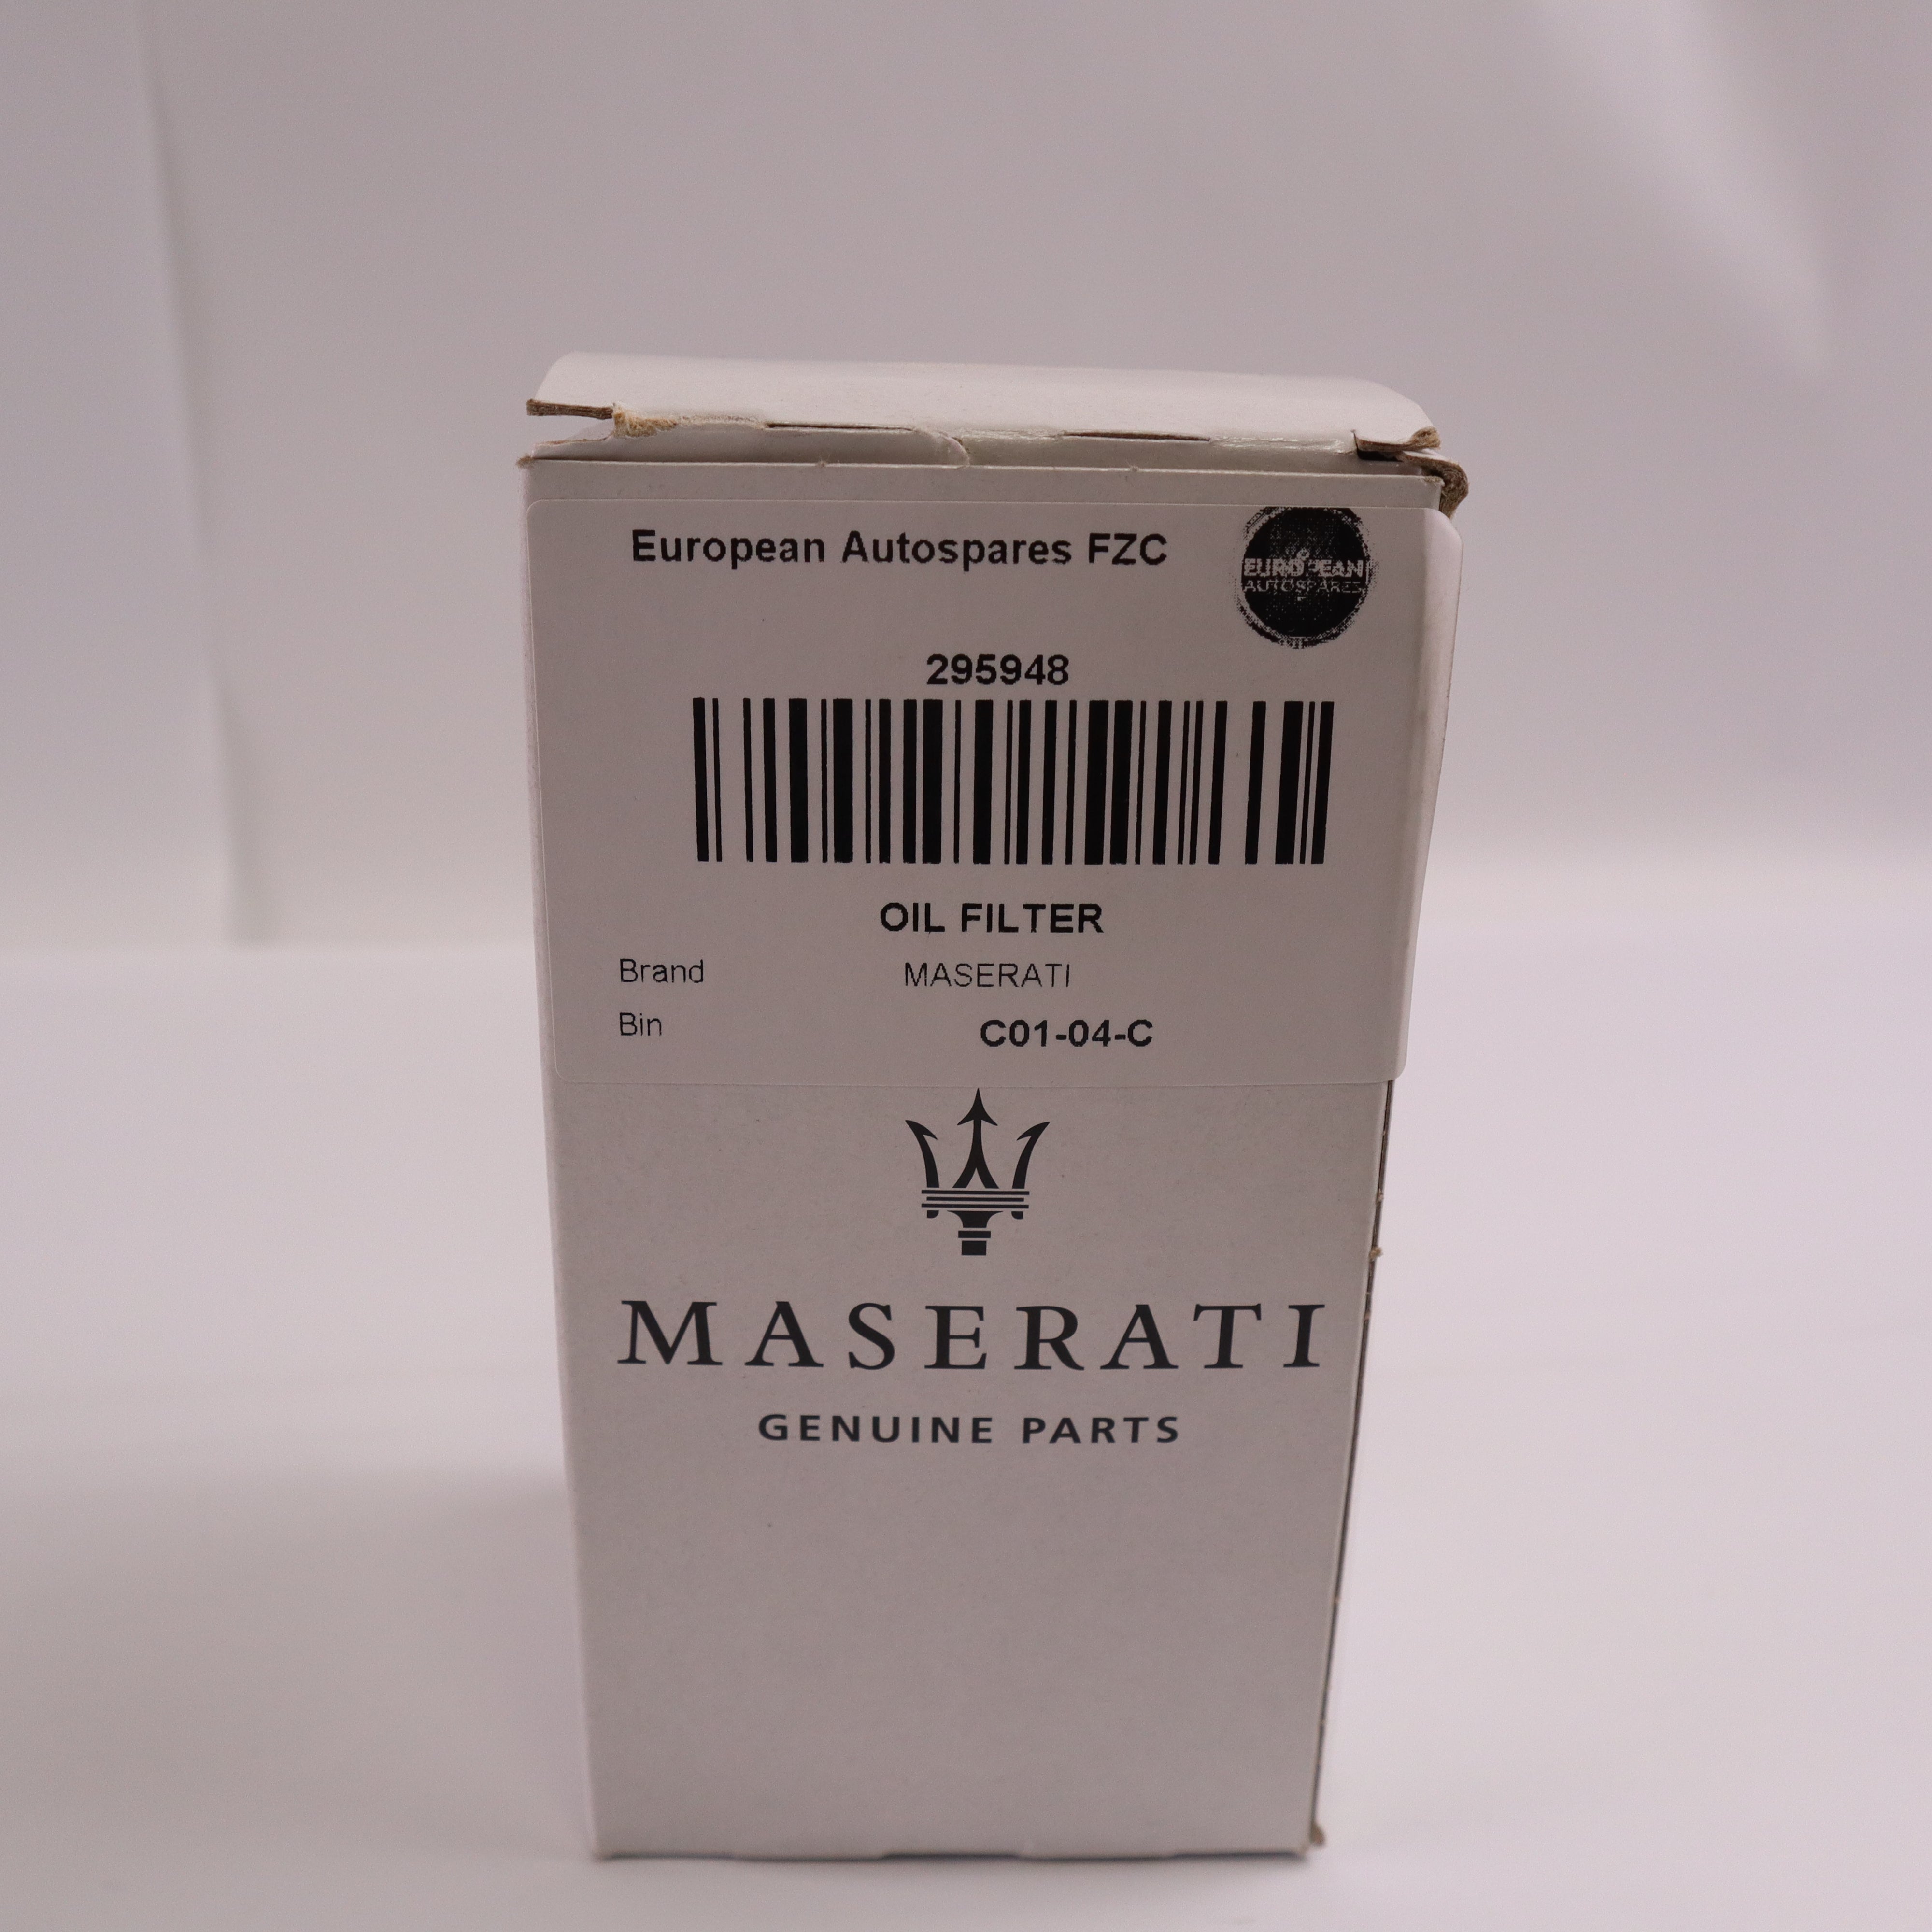 European Autospares FZC
EUROPEAN
AUTOSPARES
295948
OIL FILTER
Brand MASERATI
Bin C01-04-C
MASERATI
GENUINE PARTS